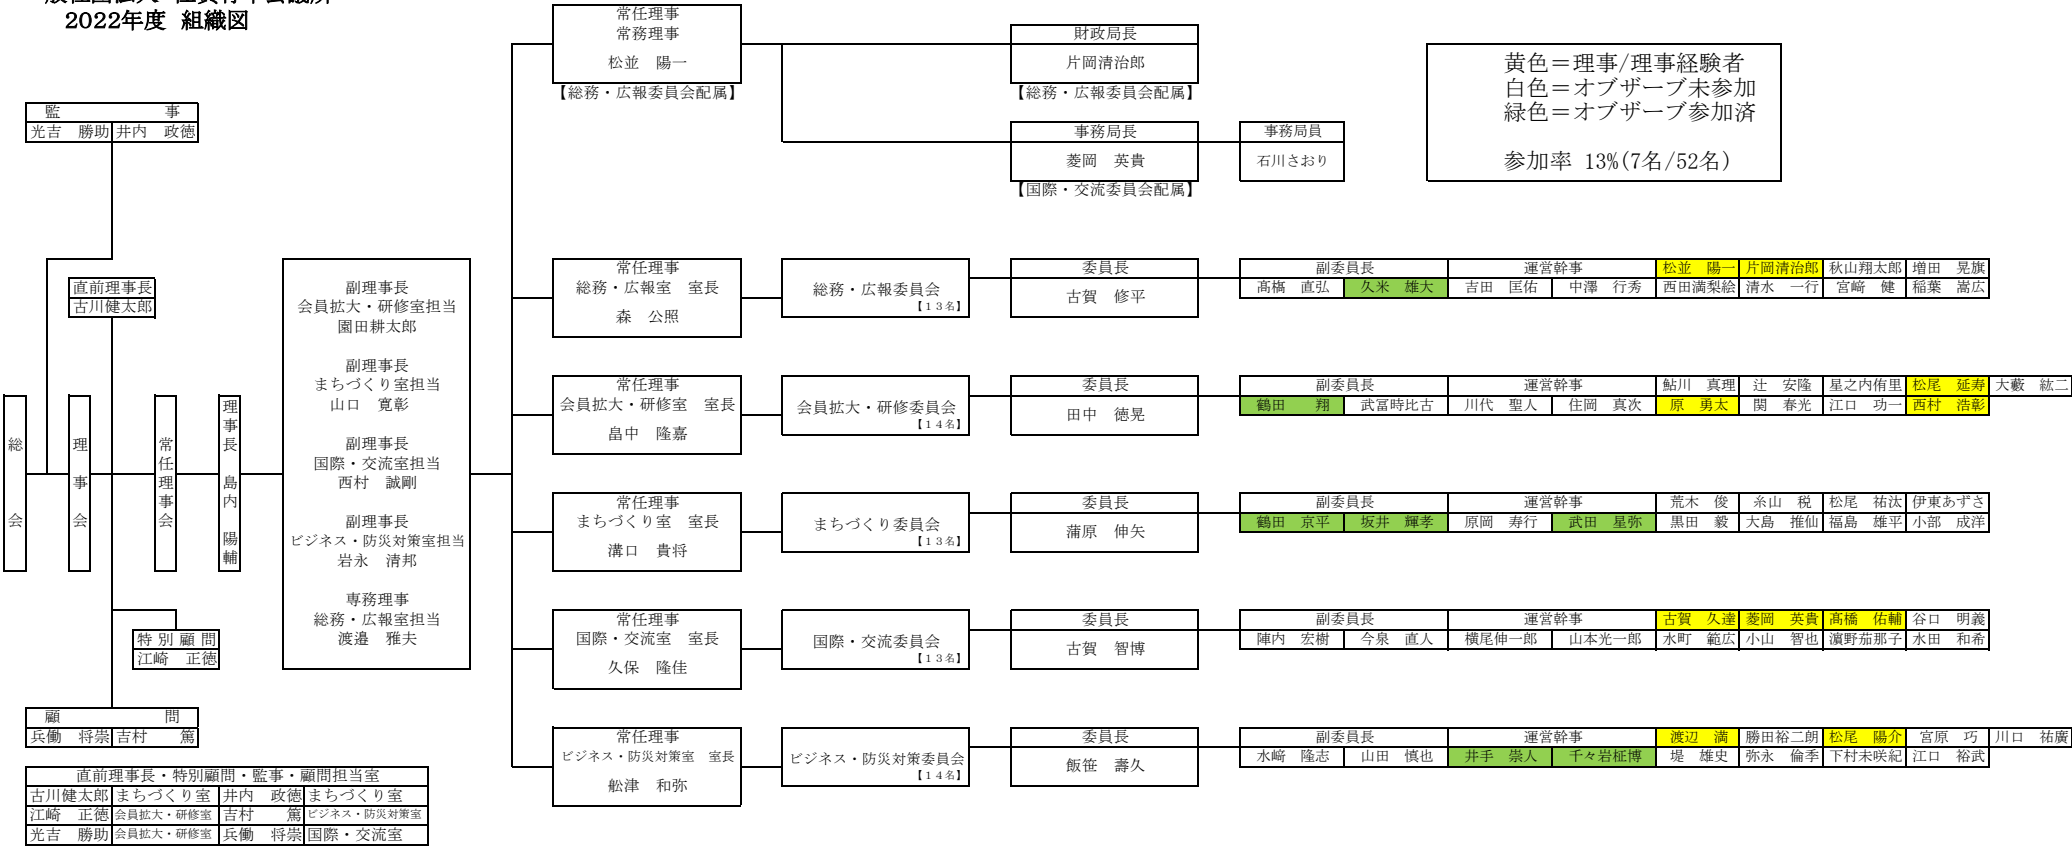 2022年度 組織図
常任理事
常務理事
松並 陽一
【総務・広報委員会配属】
財政局長
片岡清治郎
【総務・広報委員会配属】
事務局長
菱岡 英貴
【国際・交流委員会配属】
事務局員
石川さおり
黄色＝理事/理事経験者
白色＝オブザーブ未参加
緑色＝オブザーブ参加済
参加率 13%(7名/52名)
監 事
光吉 勝助 井内 政徳
直前理事長
古川健太郎
総会
理事会
常任理事会
理事長 島内 陽輔
特別顧問
江崎 正徳
顧 問
兵働 将崇 吉村 篤
副理事長
会員拡大・研修室担当
園田耕太郎
副理事長
まちづくり室担当
山口 寛彰
副理事長
国際・交流室担当
西村 誠剛
副理事長
ビジネス・防災対策室担当
岩永 清邦
専務理事
総務・広報室担当
渡邉 雅夫
常任理事
総務・広報室 室長
森 公照
総務・広報委員会
【13名】
委員長
古賀 修平
副委員長 運営幹事 松並 陽一 片岡清治郎 秋山翔太郎 増田 晃旗
髙橋 直弘 久米 雄大 吉田 匡佑 中澤 行秀 西田満梨絵 清水 一行 宮﨑 健 稲葉 嵩広
常任理事
会員拡大・研修室 室長
畠中 隆嘉
会員拡大・研修委員会
【14名】
委員長
田中 徳晃
副委員長 運営幹事 鮎川 真理 辻 安隆 星之内侑里 松尾 延寿 大藪 紘二
鶴田 翔 武冨時比古 川代 聖人 住岡 真次 原 勇太 関 春光 江口 功一 西村 浩彰
常任理事
まちづくり室 室長
溝口 貴将
まちづくり委員会
【13名】
委員長
蒲原 伸矢
副委員長 運営幹事 荒木 俊 糸山 税 松尾 祐汰 伊東あずさ
鶴田 京平 坂井 輝孝 原岡 寿行 武田 星弥 黒田 毅 大島 推仙 福島 雄平 小部 成洋
常任理事
国際・交流室 室長
久保 隆佳
国際・交流委員会
【13名】
委員長
古賀 智博
副委員長 運営幹事 古賀 久達 菱岡 英貴 髙橋 佑輔 谷口 明義
陣内 宏樹 今泉 直人 横尾伸一郎 山本光一郎 水町 範広 小山 智也 濵野茄那子 水田 和希
常任理事
ビジネス・防災対策室 室長
舩津 和弥
ビジネス・防災対策委員会
【14名】
委員長
飯笹 壽久
副委員長 運営幹事 渡辺 満 勝田裕二朗 松尾 陽介 宮原 巧 川口 祐廣
水﨑 隆志 山田 慎也 井手 崇人 千々岩柾博 堤 雄史 弥永 倫季 下村未咲紀 江口 裕武
直前理事長・特別顧問・監事・顧問担当室
古川健太郎 まちづくり室 井内 政徳 まちづくり室
江崎 正徳 会員拡大・研修室 吉村 篤 ビジネス・防災対策室
光吉 勝助 会員拡大・研修室 兵働 将崇 国際・交流室